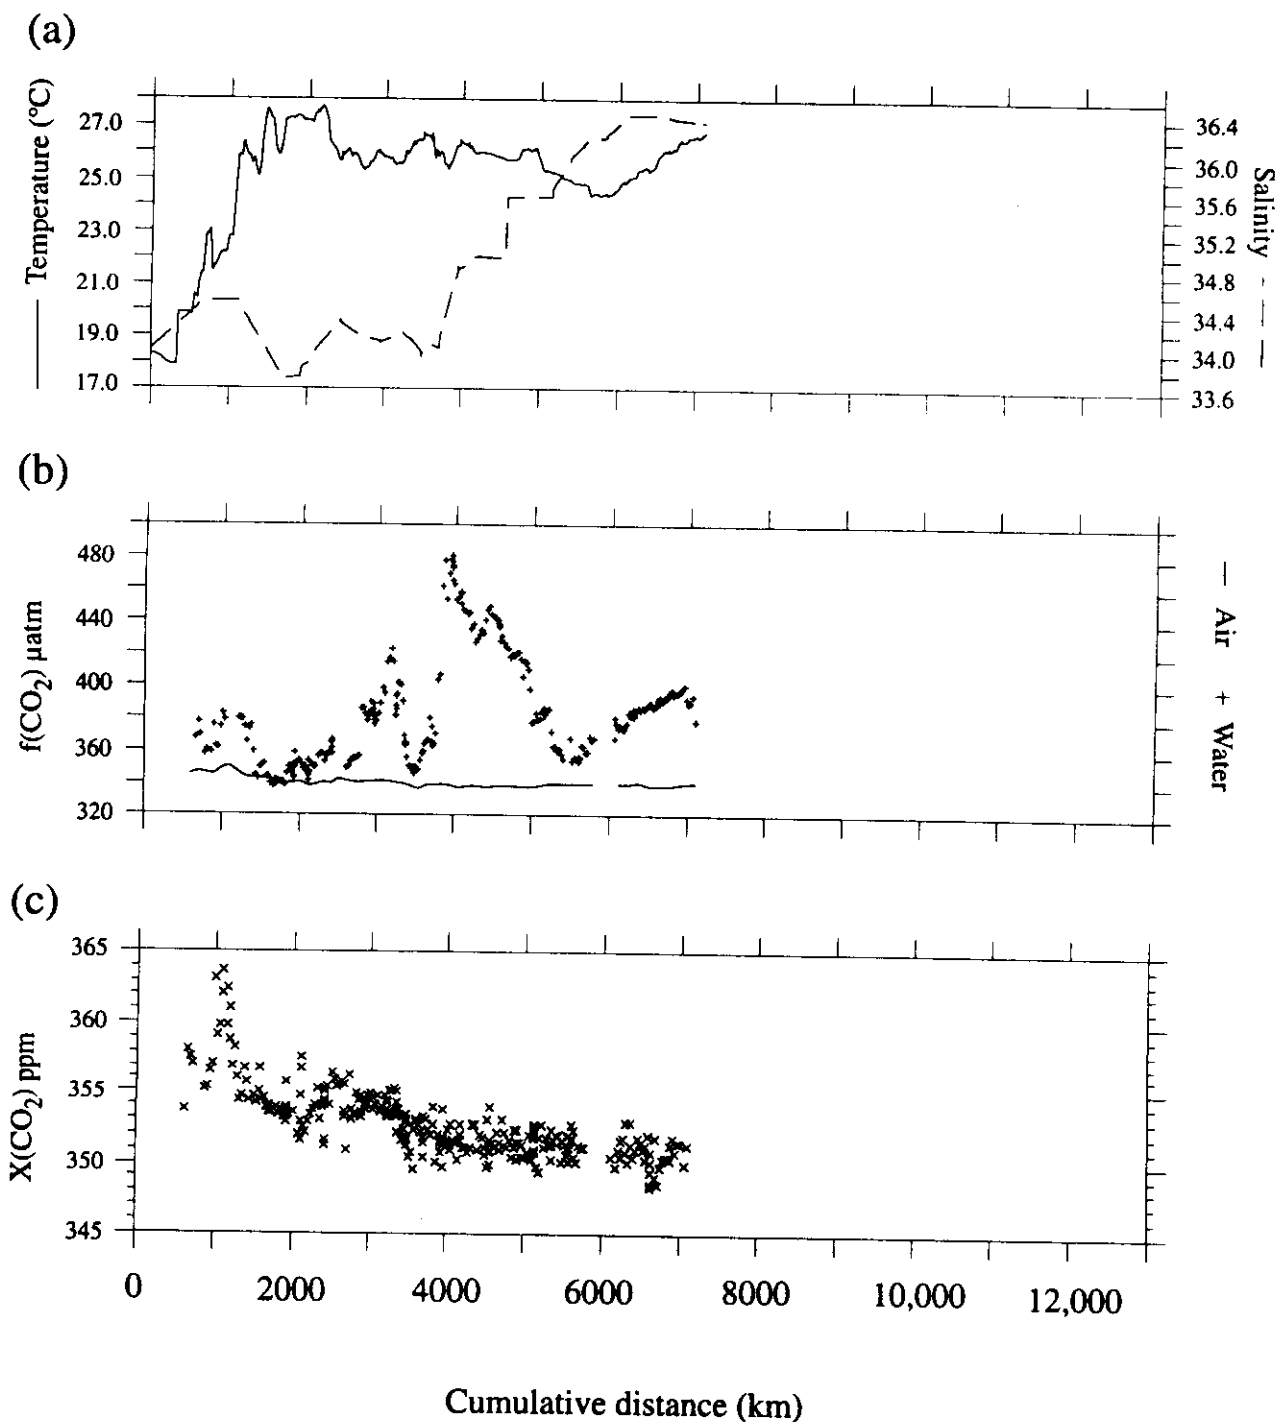 (a)
Temperature (°C)
27.0
25.0
23.0
21.0
19.0
17.0
36.4
36.0
35.6
35.2
34.8
34.4
34.0
33.6
Salinity
(b)
f(CO2) μatm
480
440
400
360
320
— Air + Water
(c)
X(CO2) ppm
365
360
355
350
345
0 2000 4000 6000 8000 10,000 12,000
Cumulative distance (km)